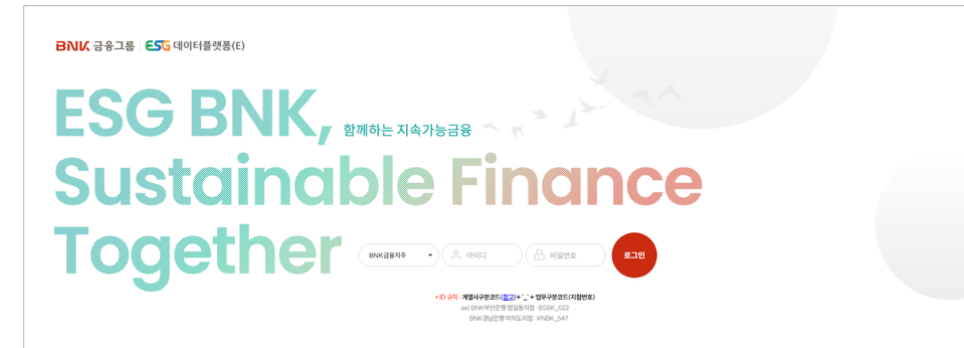 BNK 금융그룹 ESG 데이터플랫폼(E)
ESG BNK, 함께하는 지속가능금융
Sustainable Finance
Together
BNK금융지주 아이디 비밀번호 로그인
* ID 규칙 : 계열사구분코드(참고)+'_'+ 업무구분코드(지점번호)
ex) BNK부산은행 범일동지점 : BSBK_022
BNK경남은행 여의도지점 : KNBK_547